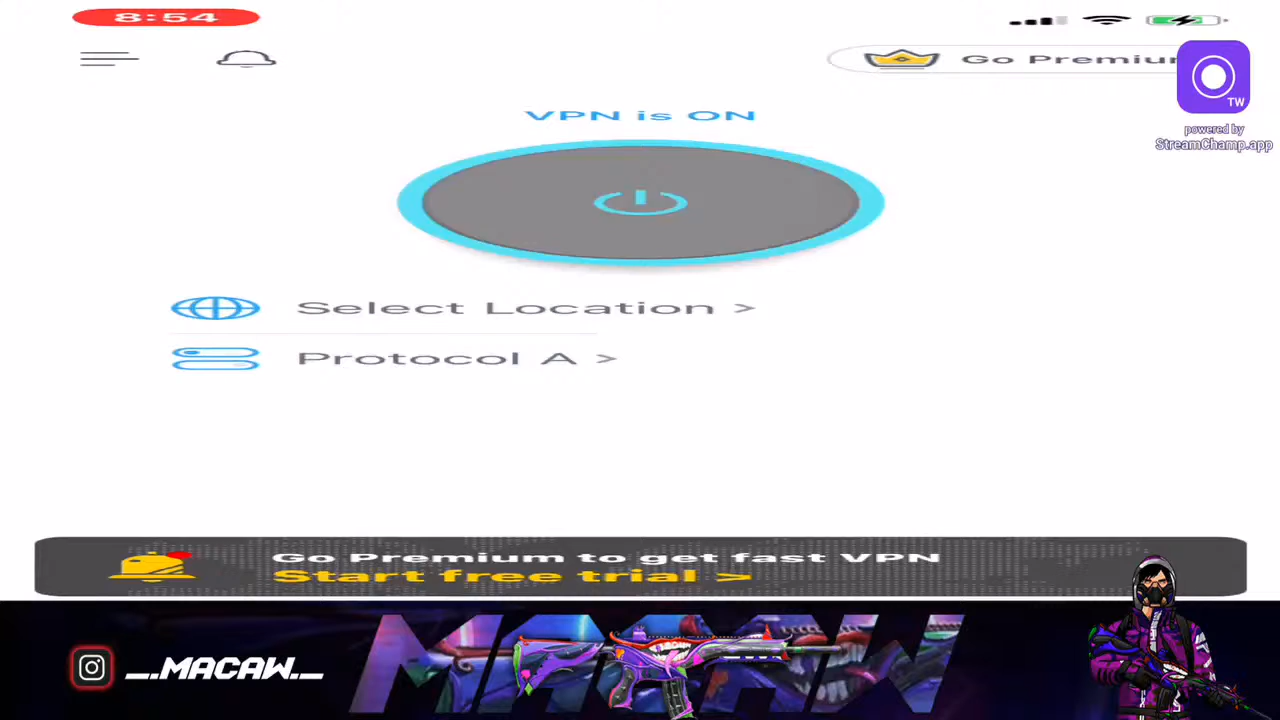 8:54
Go Premium
TW
powered by
StreamChamp.app
VPN is ON
Select Location >
Protocol A >
Go Premium to get fast VPN
Start free trial >
_.MACAW._
MACAW